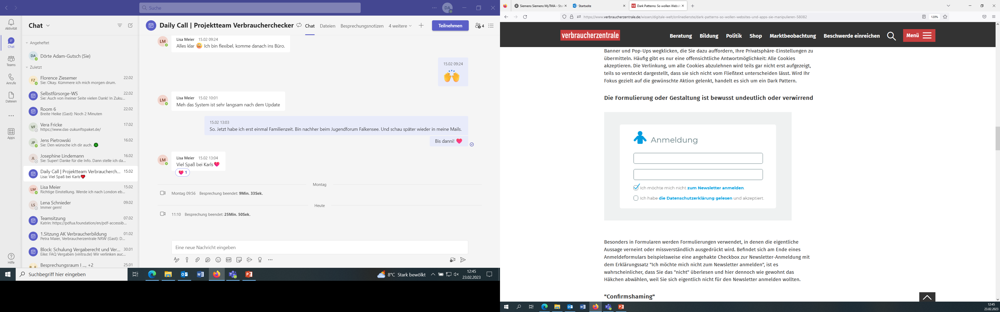 Suche
DA
Aktivität
Chat
Teams
Anrufe
Dateien
Apps
Hilfe
Chat
Angeheftet
DA
Dörte Adam-Gutsch (Sie)
Zuletzt
FZ
Florence Ziesemer 22.02
Sie: Okay. Kümmere ich mich morgen drum.
Selbstfürsorge-WS 22.02
Sie: Auch von meiner Seite vielen Dank! In Zuku...
Room 6 22.02
Breite Heike (Gast): Noch 2 Minuten
VF
Vera Fricke 17.02
https://www.das-zukunftspaket.de/
JP
Jens Pietrowski 16.02
Sie: Den wünsche ich dir auch. 🍀
JL
Josephine Lindemann 16.02
Sie: Super! Danke für die Info. Dann stelle ich da...
Daily Call | Projektteam Verbraucherch... 15.02
Lisa: Viel Spaß bei Karls❤
LM
Lisa Meier 15.02
Richtige Einstellung. Werde ich nach London eb...
LS
Lena Schnieder 09.02
Immer gern!
Teamsitzung 07.02
Katrin: https://pdfua.foundation/en/pdf-accessib...
1.Sitzung AK Verbraucherbildung 01.02
Petra Maier, Verbraucherzentrale NRW (Gast): D...
Block: Schulung Vergaberecht und Ver... 30.01
Eike: FAQ Vergaben (vintra.de) Wir verlinken auc...
Besprechungsraum I ..., +2 25.01
Daily Call | Projektteam Verbraucherchecker Chat Dateien Besprechungsnotizen 4 weitere Teilnehmen 4
LM
Lisa Meier 15.02 09:24
Alles klar 😳 Ich bin flexibel, komme danach ins Büro.
15.02 09:24
🙌
LM
Lisa Meier 15.02 10:01
Meh das System ist sehr langsam nach dem Update
15.02 13:03
So. Jetzt habe ich erst einmal Familienzeit. Bin nachher beim Jugendforum Falkensee. Und schau später wieder in meine Mails.
Bis danni! ❤
LM
Lisa Meier 15.02 13:04
Viel Spaß bei Karls❤
❤ 1
Montag
Montag 09:56 Besprechung beendet: 9Min. 33Sek.
Heute
11:10 Besprechung beendet: 25Min. 50Sek.
Eine neue Nachricht eingeben
GIF
Suchbegriff hier eingeben
8°C Stark bewölkt
12:45
23.02.2023
Siemens Siemens MyTMA - Sta
Startseite
VZ Dark Patterns: So wollen Websit
https://www.verbraucherzentrale.de/wissen/digitale-welt/onlinedienste/dark-patterns-so-wollen-websites-und-apps-sie-manipulieren-58082
120%
verbraucherzentrale
Beratung Bildung Politik Shop Marktbeobachtung Beschwerde einreichen Menü
Banner und Pop-Ups wegklicken, die Sie dazu auffordern, Ihre Privatsphäre-Einstellungen zu
übermitteln. Häufig gibt es nur eine offensichtliche Antwortmöglichkeit: Alle Cookies
akzeptieren. Die Verlinkung, um alle Cookies abzulehnen wird teils gar nicht erst aufgezeigt,
teils so versteckt dargestellt, dass sie sich nicht vom Fließtext unterscheiden lässt. Wird Ihr
Fokus gezielt auf die gewünschte Aktion gelenkt, handelt es sich um ein Dark Pattern.
Die Formulierung oder Gestaltung ist bewusst undeutlich oder verwirrend
Anmeldung
Ich möchte mich nicht zum Newsletter anmelden
Ich habe die Datenschutzerklärung gelesen und akzeptiert.
Besonders in Formularen werden Formulierungen verwendet, in denen die eigentliche
Aussage verneint oder missverständlich ausgedrückt wird. Befindet sich am Ende eines
Anmeldeformulars beispielsweise eine angehakte Checkbox zur Newsletter-Anmeldung mit
dem Erklärungssatz "Ich möchte mich nicht zum Newsletter anmelden", ist es
wahrscheinlicher, dass Sie das "nicht" überlesen und hier dennoch wie gewohnt das
Häkchen abwählen, weil Sie sich eigentlich nicht für den Newsletter anmelden wollten.
"Confirmshaming"
12:45
23.02.2023